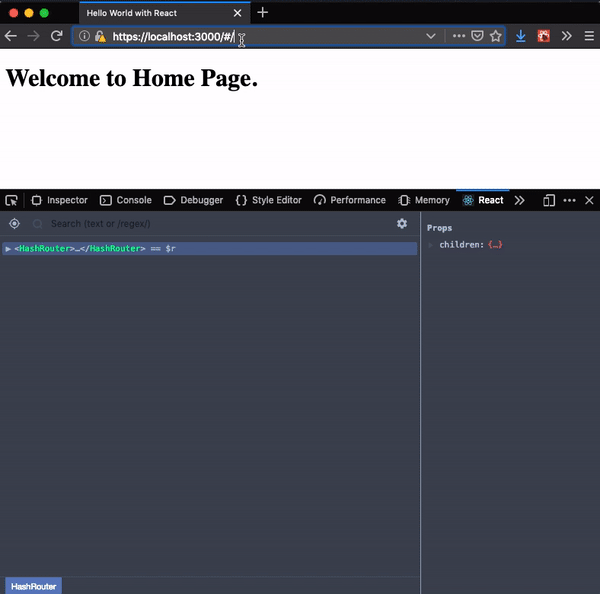 Hello World with React
https://localhost:3000/#/
Welcome to Home Page.
Inspector Console Debugger Style Editor Performance Memory React
Search (text or /regex/)
<HashRouter>…</HashRouter> == $r
Props
children: {…}
HashRouter